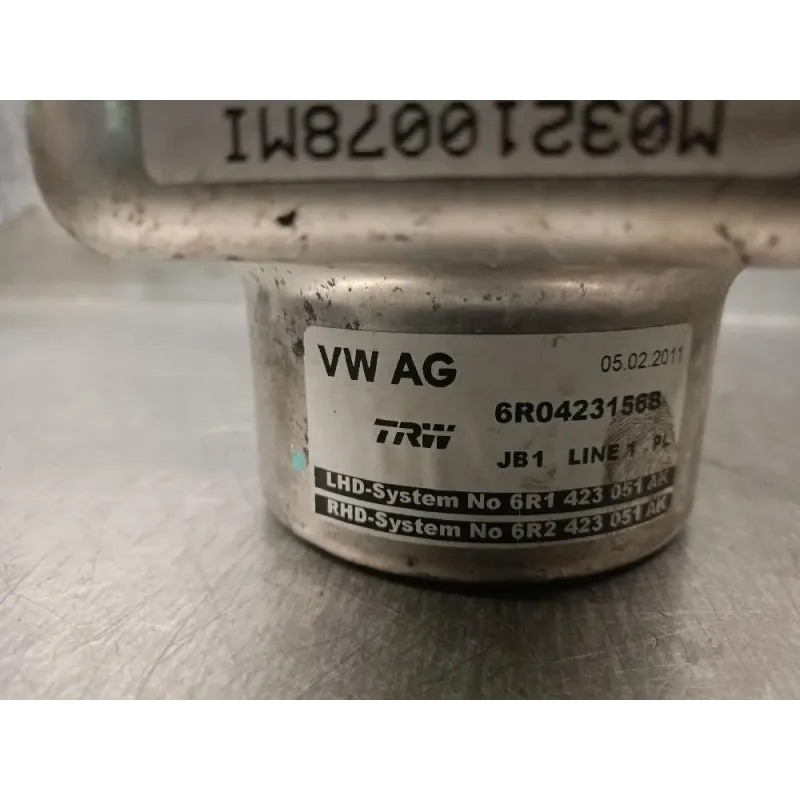 M03210078MI
VW AG 05.02.2011
6R0423156B
TRW
JB1 LINE 1 PL
LHD-System No 6R1 423 051 AK
RHD-System No 6R2 423 051 AK